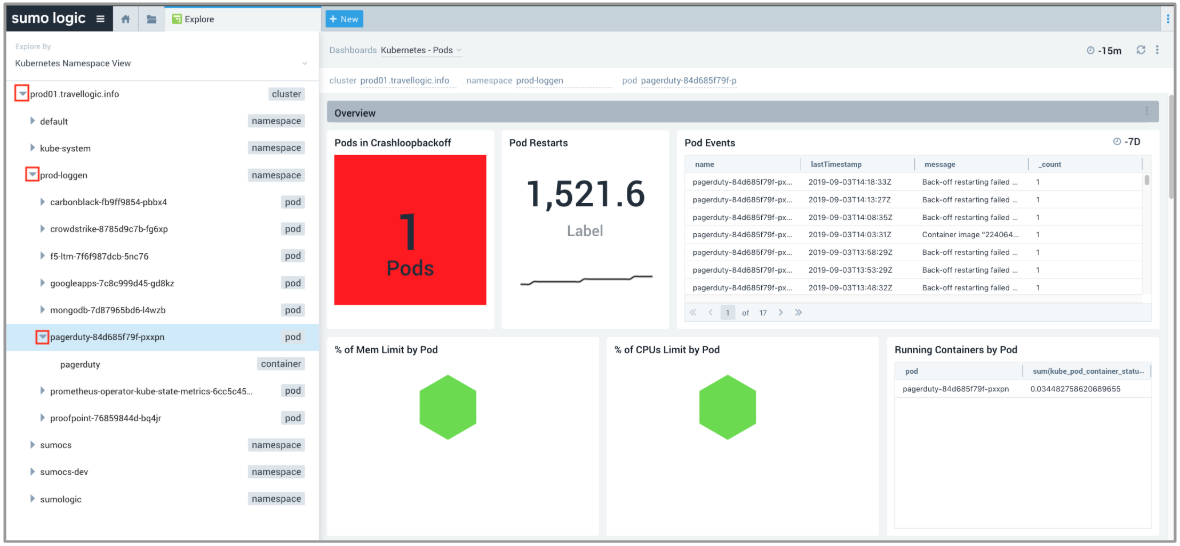 sumo logic
Explore
+ New
Explore By
Kubernetes Namespace View
Dashboards Kubernetes - Pods
-15m
cluster prod01.travellogic.info namespace prod-loggen pod pagerduty-84d685f79f-p
prod01.travellogic.info cluster
default namespace
kube-system namespace
prod-loggen namespace
carbonblack-fb9ff9854-pbbx4 pod
crowdstrike-8785d9c7b-fg6xp pod
f5-ltm-7f6f987dcb-5nc76 pod
googleapps-7c8c999d45-gd8kz pod
mongodb-7d87965bd6-l4wzb pod
pagerduty-84d685f79f-pxxpn pod
pagerduty container
prometheus-operator-kube-state-metrics-6cc5c45... pod
proofpoint-76859844d-bq4jr pod
sumocs namespace
sumocs-dev namespace
sumologic namespace
Overview
Pods in Crashloopbackoff
1
Pods
Pod Restarts
1,521.6
Label
Pod Events
-7D
name lastTimestamp message _count
pagerduty-84d685f79f-px... 2019-09-03T14:18:33Z Back-off restarting failed ... 1
pagerduty-84d685f79f-px... 2019-09-03T14:13:27Z Back-off restarting failed ... 1
pagerduty-84d685f79f-px... 2019-09-03T14:08:35Z Back-off restarting failed ... 1
pagerduty-84d685f79f-px... 2019-09-03T14:03:31Z Container image "224064... 1
pagerduty-84d685f79f-px... 2019-09-03T13:58:29Z Back-off restarting failed ... 1
pagerduty-84d685f79f-px... 2019-09-03T13:53:29Z Back-off restarting failed ... 1
pagerduty-84d685f79f-px... 2019-09-03T13:48:32Z Back-off restarting failed ... 1
1 of 17
% of Mem Limit by Pod
% of CPUs Limit by Pod
Running Containers by Pod
pod sum(kube_pod_container_statu...
pagerduty-84d685f79f-pxxpn 0.034482758620689655